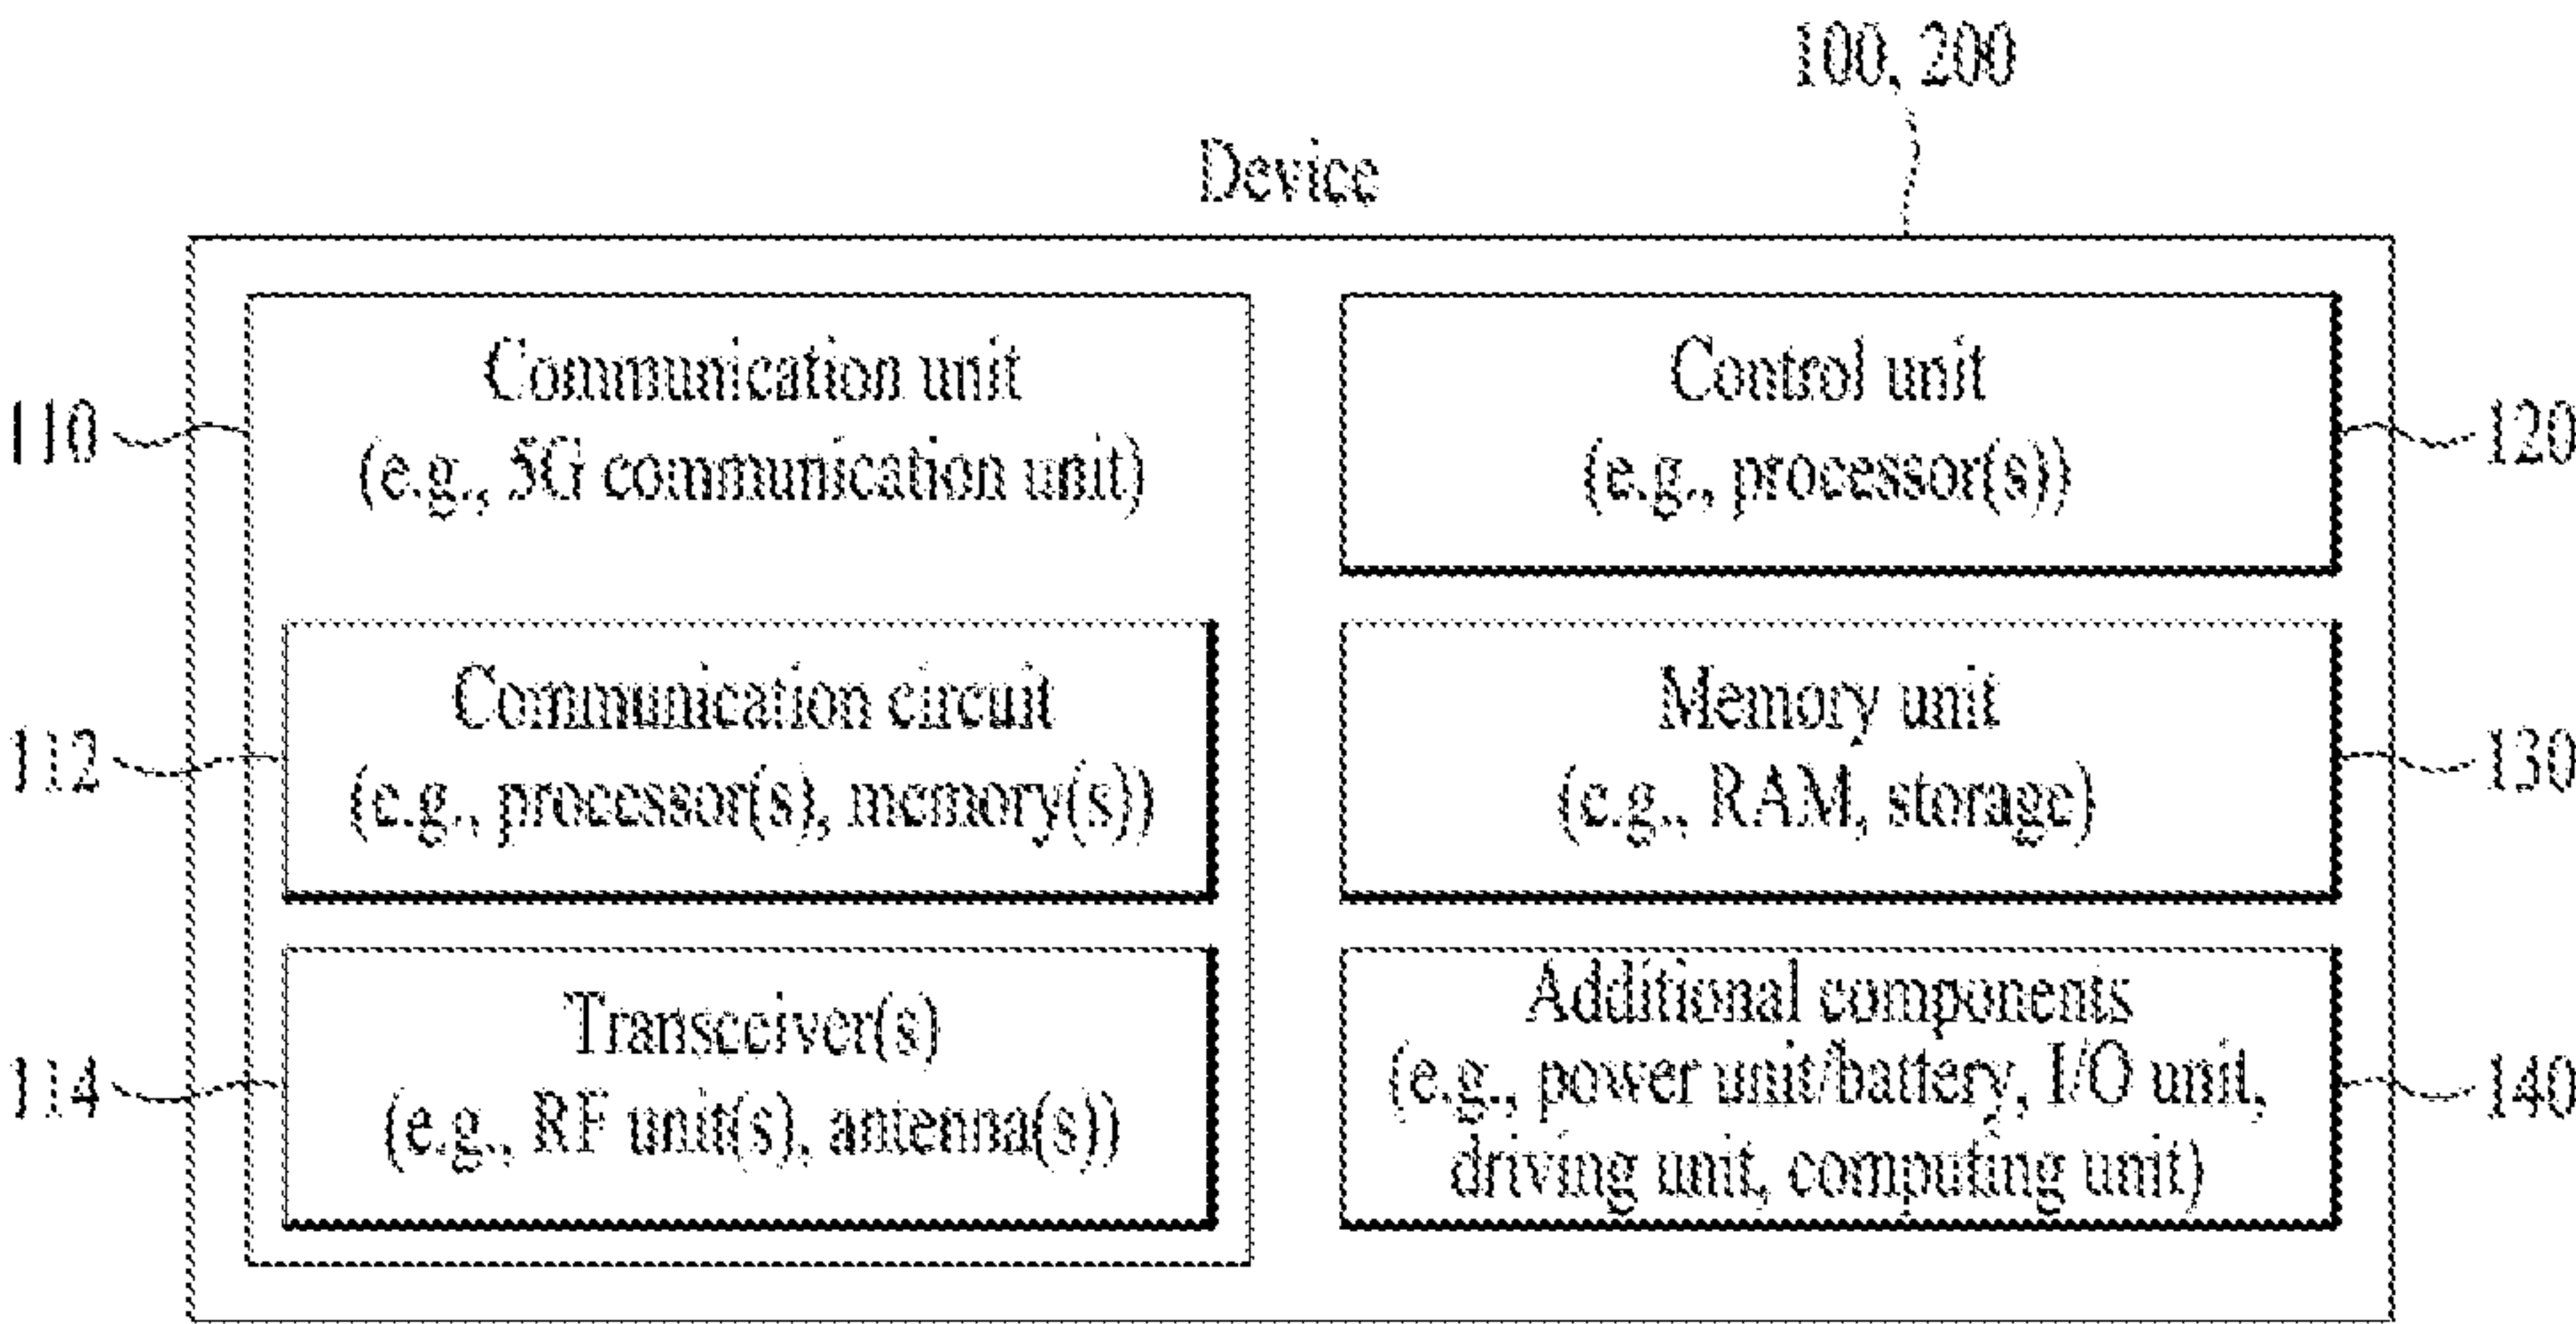 100, 200
Device
110
Communication unit
(e.g., 5G communication unit)
112
Communication circuit
(e.g., processor(s), memory(s))
114
Transceiver(s)
(e.g., RF unit(s), antenna(s))
Control unit
(e.g., processor(s))
120
Memory unit
(e.g., RAM, storage)
130
Additional components
(e.g., power unit/battery, I/O unit,
driving unit, computing unit)
140